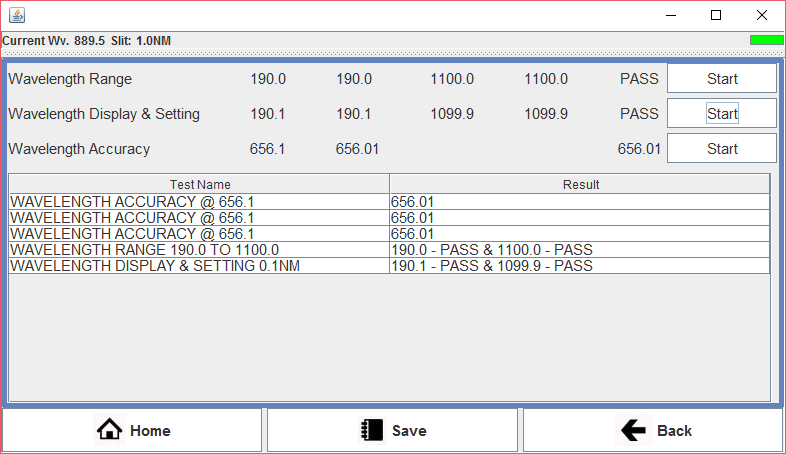 Current Wv. 889.5 Slit: 1.0NM
Wavelength Range 190.0 190.0 1100.0 1100.0 PASS Start
Wavelength Display & Setting 190.1 190.1 1099.9 1099.9 PASS Start
Wavelength Accuracy 656.1 656.01 656.01 Start
Test Name Result
WAVELENGTH ACCURACY @ 656.1 656.01
WAVELENGTH ACCURACY @ 656.1 656.01
WAVELENGTH ACCURACY @ 656.1 656.01
WAVELENGTH RANGE 190.0 TO 1100.0 190.0 - PASS & 1100.0 - PASS
WAVELENGTH DISPLAY & SETTING 0.1NM 190.1 - PASS & 1099.9 - PASS
Home Save Back